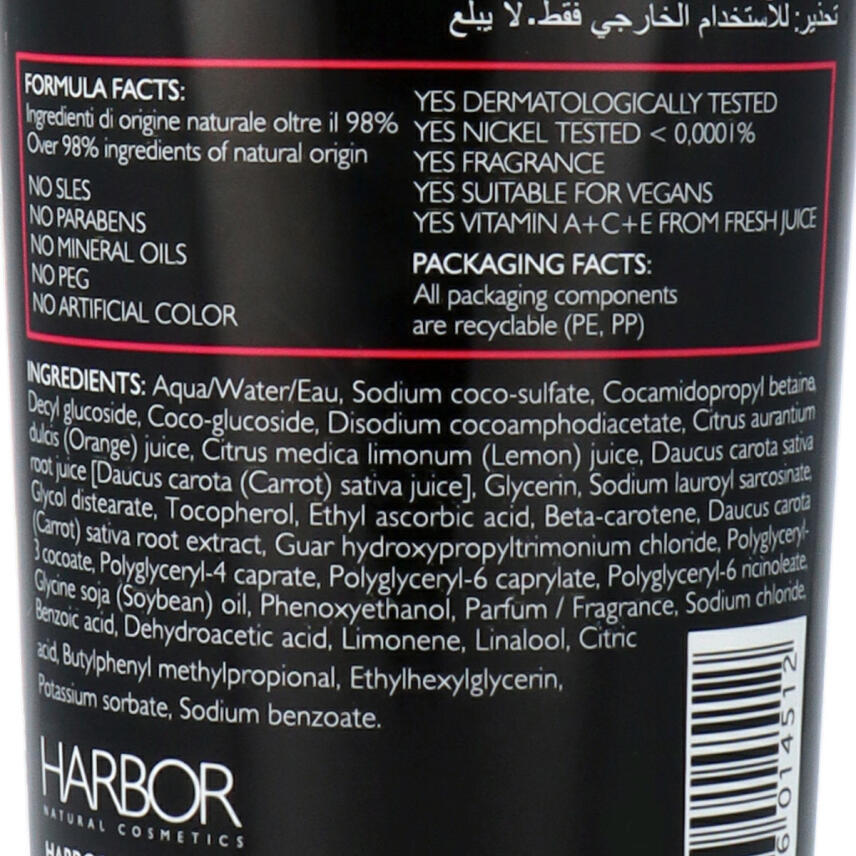 تحذير: للاستخدام الخارجي فقط. لا يبلع
FORMULA FACTS:
Ingredienti di origine naturale oltre il 98%
Over 98% ingredients of natural origin
NO SLES
NO PARABENS
NO MINERAL OILS
NO PEG
NO ARTIFICIAL COLOR
YES DERMATOLOGICALLY TESTED
YES NICKEL TESTED < 0,0001%
YES FRAGRANCE
YES SUITABLE FOR VEGANS
YES VITAMIN A+C+E FROM FRESH JUICE
PACKAGING FACTS:
All packaging components
are recyclable (PE, PP)
INGREDIENTS: Aqua/Water/Eau, Sodium coco-sulfate, Cocamidopropyl betaine,
Decyl glucoside, Coco-glucoside, Disodium cocoamphodiacetate, Citrus aurantium
dulcis (Orange) juice, Citrus medica limonum (Lemon) juice, Daucus carota sativa
root juice [Daucus carota (Carrot) sativa juice], Glycerin, Sodium lauroyl sarcosinate,
Glycol distearate, Tocopherol, Ethyl ascorbic acid, Beta-carotene, Daucus carota
(Carrot) sativa root extract, Guar hydroxypropyltrimonium chloride, Polyglyceryl-
3 cocoate, Polyglyceryl-4 caprate, Polyglyceryl-6 caprylate, Polyglyceryl-6 ricinoleate,
Glycine soja (Soybean) oil, Phenoxyethanol, Parfum / Fragrance, Sodium chloride,
Benzoic acid, Dehydroacetic acid, Limonene, Linalool, Citric
acid, Butylphenyl methylpropional, Ethylhexylglycerin,
Potassium sorbate, Sodium benzoate.
HARBOR
NATURAL COSMETICS
6014512